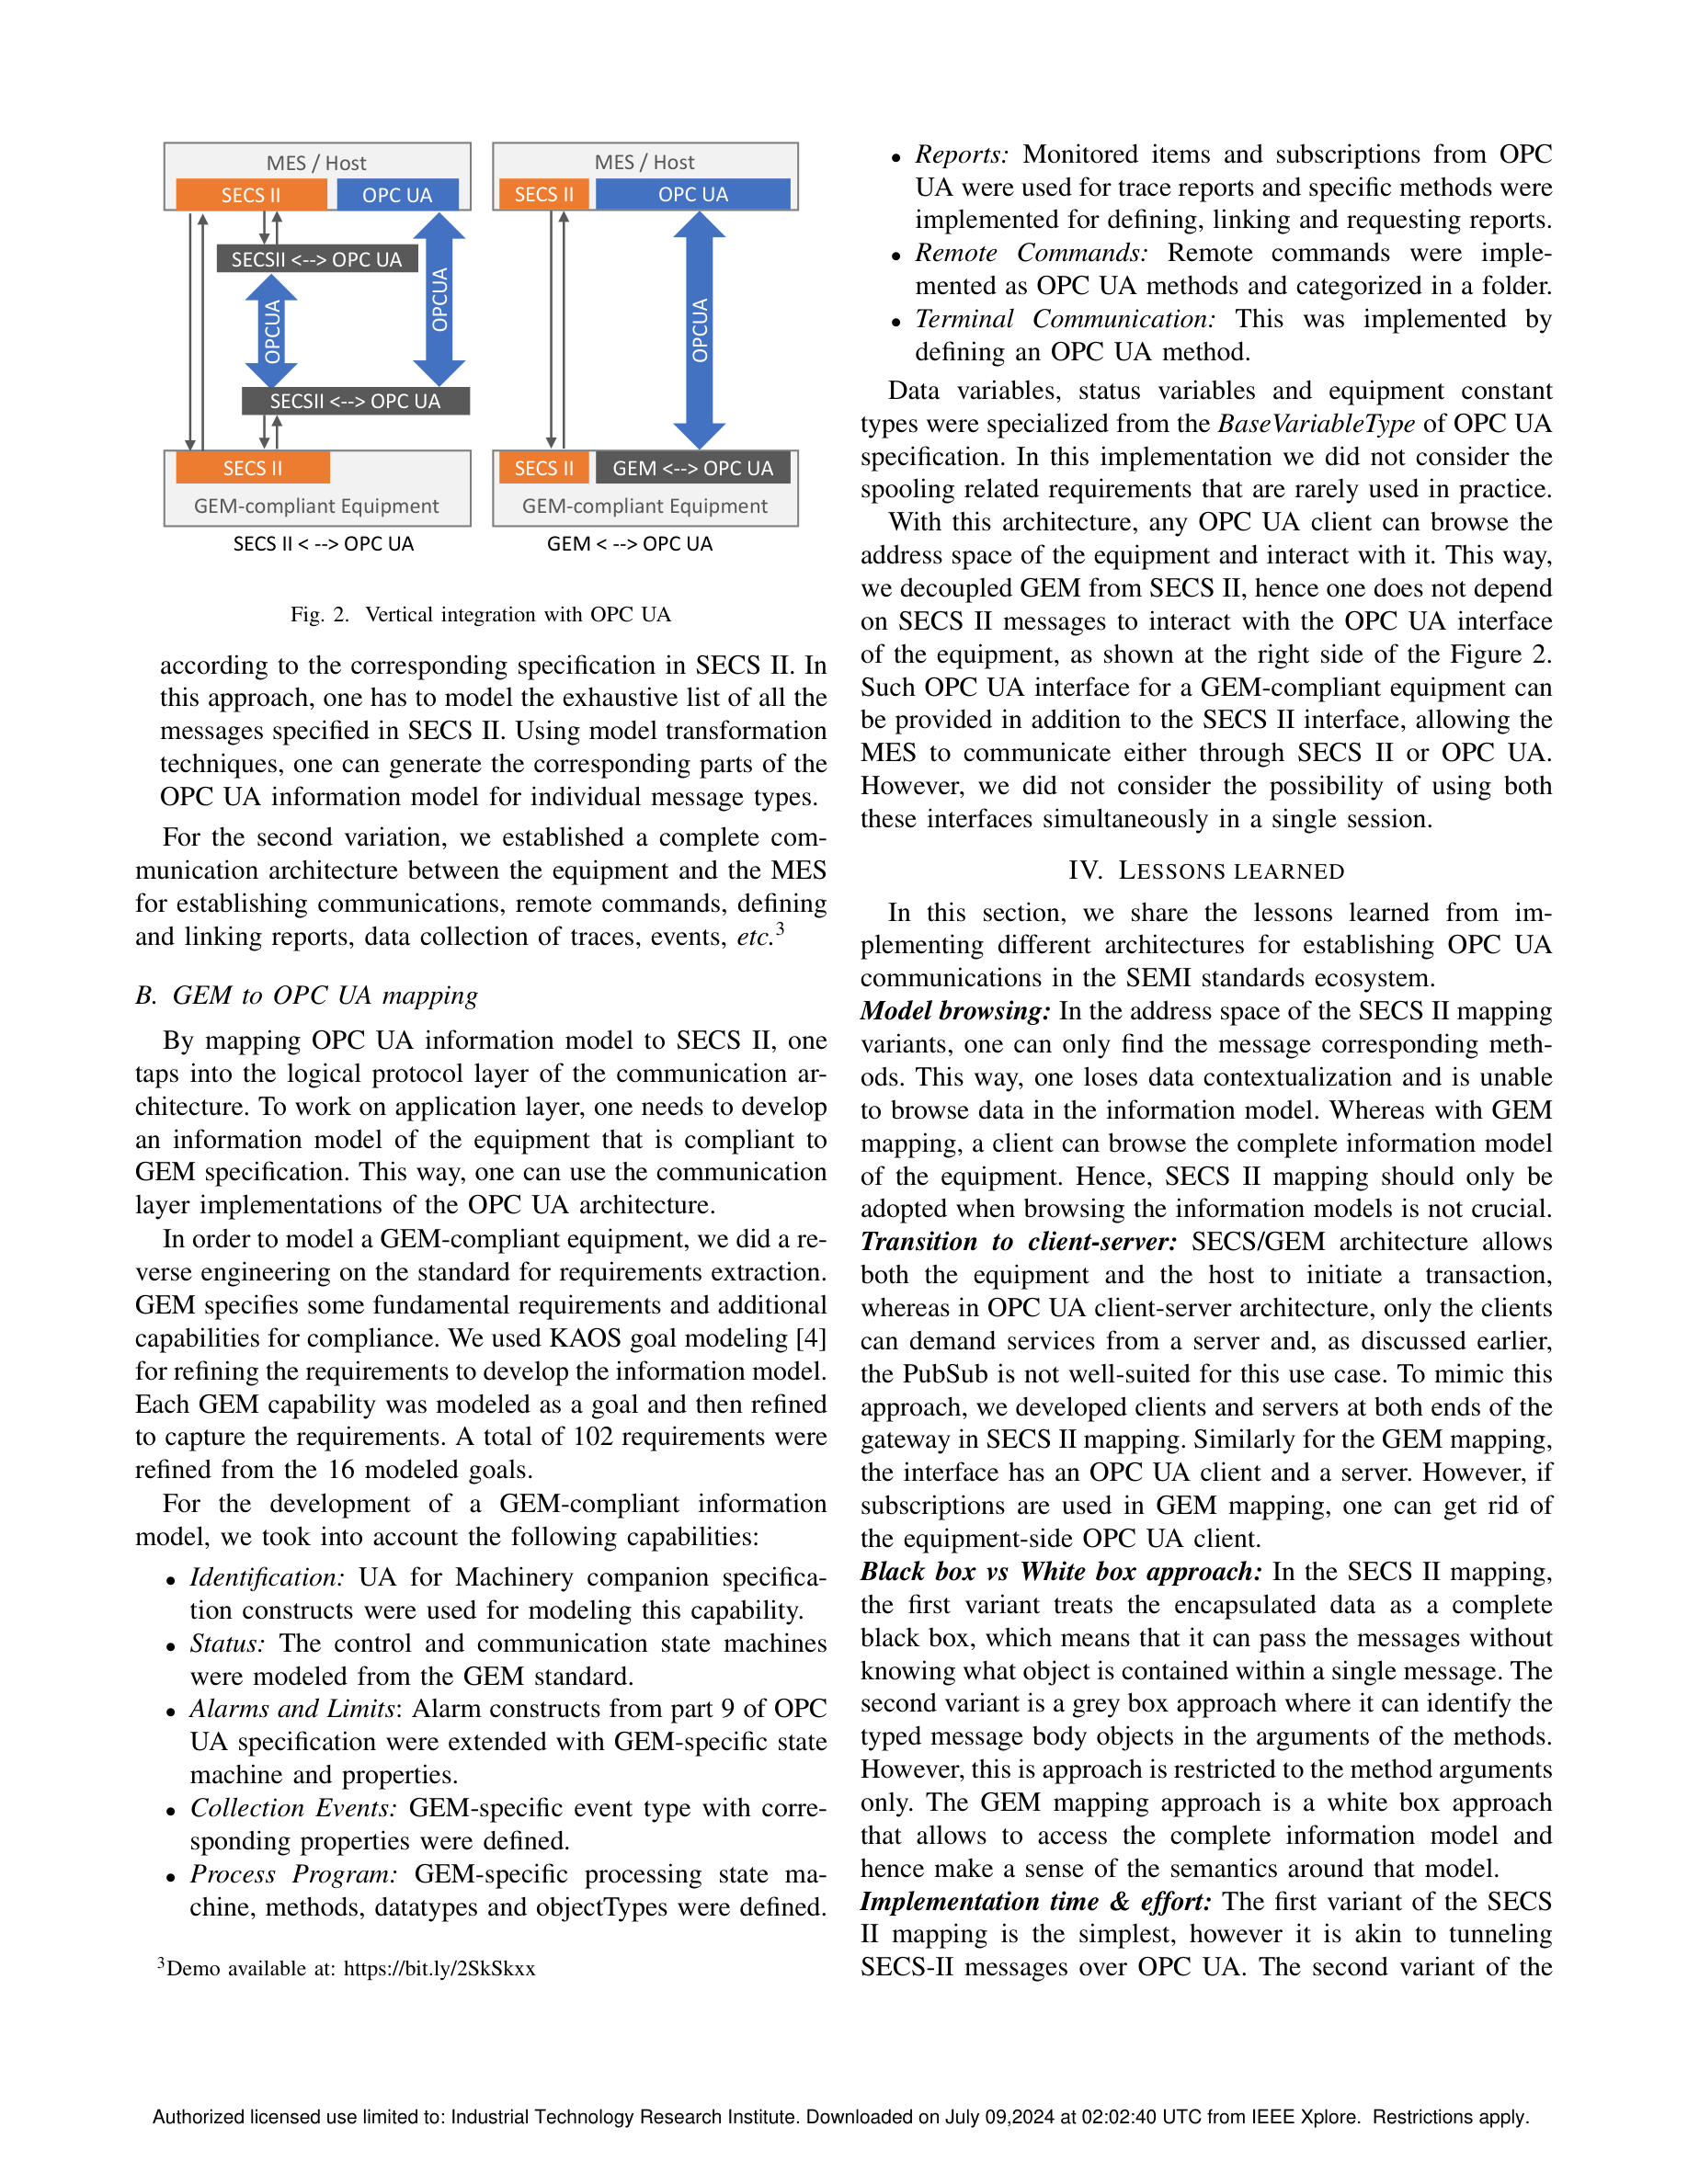 MES / Host
SECS II
OPC UA
SECSII <--> OPC UA
OPCUA
OPCUA
SECSII <--> OPC UA
SECS II
GEM-compliant Equipment
SECS II < --> OPC UA
MES / Host
SECS II
OPC UA
OPCUA
SECS II
GEM <--> OPC UA
GEM-compliant Equipment
GEM < --> OPC UA
Fig. 2. Vertical integration with OPC UA
according to the corresponding specification in SECS II. In
this approach, one has to model the exhaustive list of all the
messages specified in SECS II. Using model transformation
techniques, one can generate the corresponding parts of the
OPC UA information model for individual message types.
For the second variation, we established a complete com-
munication architecture between the equipment and the MES
for establishing communications, remote commands, defining
and linking reports, data collection of traces, events, etc.3
B. GEM to OPC UA mapping
By mapping OPC UA information model to SECS II, one
taps into the logical protocol layer of the communication ar-
chitecture. To work on application layer, one needs to develop
an information model of the equipment that is compliant to
GEM specification. This way, one can use the communication
layer implementations of the OPC UA architecture.
In order to model a GEM-compliant equipment, we did a re-
verse engineering on the standard for requirements extraction.
GEM specifies some fundamental requirements and additional
capabilities for compliance. We used KAOS goal modeling [4]
for refining the requirements to develop the information model.
Each GEM capability was modeled as a goal and then refined
to capture the requirements. A total of 102 requirements were
refined from the 16 modeled goals.
For the development of a GEM-compliant information
model, we took into account the following capabilities:
• Identification: UA for Machinery companion specifica-
tion constructs were used for modeling this capability.
• Status: The control and communication state machines
were modeled from the GEM standard.
• Alarms and Limits: Alarm constructs from part 9 of OPC
UA specification were extended with GEM-specific state
machine and properties.
• Collection Events: GEM-specific event type with corre-
sponding properties were defined.
• Process Program: GEM-specific processing state ma-
chine, methods, datatypes and objectTypes were defined.
3Demo available at: https://bit.ly/2SkSkxx
• Reports: Monitored items and subscriptions from OPC
UA were used for trace reports and specific methods were
implemented for defining, linking and requesting reports.
• Remote Commands: Remote commands were imple-
mented as OPC UA methods and categorized in a folder.
• Terminal Communication: This was implemented by
defining an OPC UA method.
Data variables, status variables and equipment constant
types were specialized from the BaseVariableType of OPC UA
specification. In this implementation we did not consider the
spooling related requirements that are rarely used in practice.
With this architecture, any OPC UA client can browse the
address space of the equipment and interact with it. This way,
we decoupled GEM from SECS II, hence one does not depend
on SECS II messages to interact with the OPC UA interface
of the equipment, as shown at the right side of the Figure 2.
Such OPC UA interface for a GEM-compliant equipment can
be provided in addition to the SECS II interface, allowing the
MES to communicate either through SECS II or OPC UA.
However, we did not consider the possibility of using both
these interfaces simultaneously in a single session.
IV. LESSONS LEARNED
In this section, we share the lessons learned from im-
plementing different architectures for establishing OPC UA
communications in the SEMI standards ecosystem.
Model browsing: In the address space of the SECS II mapping
variants, one can only find the message corresponding meth-
ods. This way, one loses data contextualization and is unable
to browse data in the information model. Whereas with GEM
mapping, a client can browse the complete information model
of the equipment. Hence, SECS II mapping should only be
adopted when browsing the information models is not crucial.
Transition to client-server: SECS/GEM architecture allows
both the equipment and the host to initiate a transaction,
whereas in OPC UA client-server architecture, only the clients
can demand services from a server and, as discussed earlier,
the PubSub is not well-suited for this use case. To mimic this
approach, we developed clients and servers at both ends of the
gateway in SECS II mapping. Similarly for the GEM mapping,
the interface has an OPC UA client and a server. However, if
subscriptions are used in GEM mapping, one can get rid of
the equipment-side OPC UA client.
Black box vs White box approach: In the SECS II mapping,
the first variant treats the encapsulated data as a complete
black box, which means that it can pass the messages without
knowing what object is contained within a single message. The
second variant is a grey box approach where it can identify the
typed message body objects in the arguments of the methods.
However, this is approach is restricted to the method arguments
only. The GEM mapping approach is a white box approach
that allows to access the complete information model and
hence make a sense of the semantics around that model.
Implementation time & effort: The first variant of the SECS
II mapping is the simplest, however it is akin to tunneling
SECS-II messages over OPC UA. The second variant of the
Authorized licensed use limited to: Industrial Technology Research Institute. Downloaded on July 09,2024 at 02:02:40 UTC from IEEE Xplore. Restrictions apply.